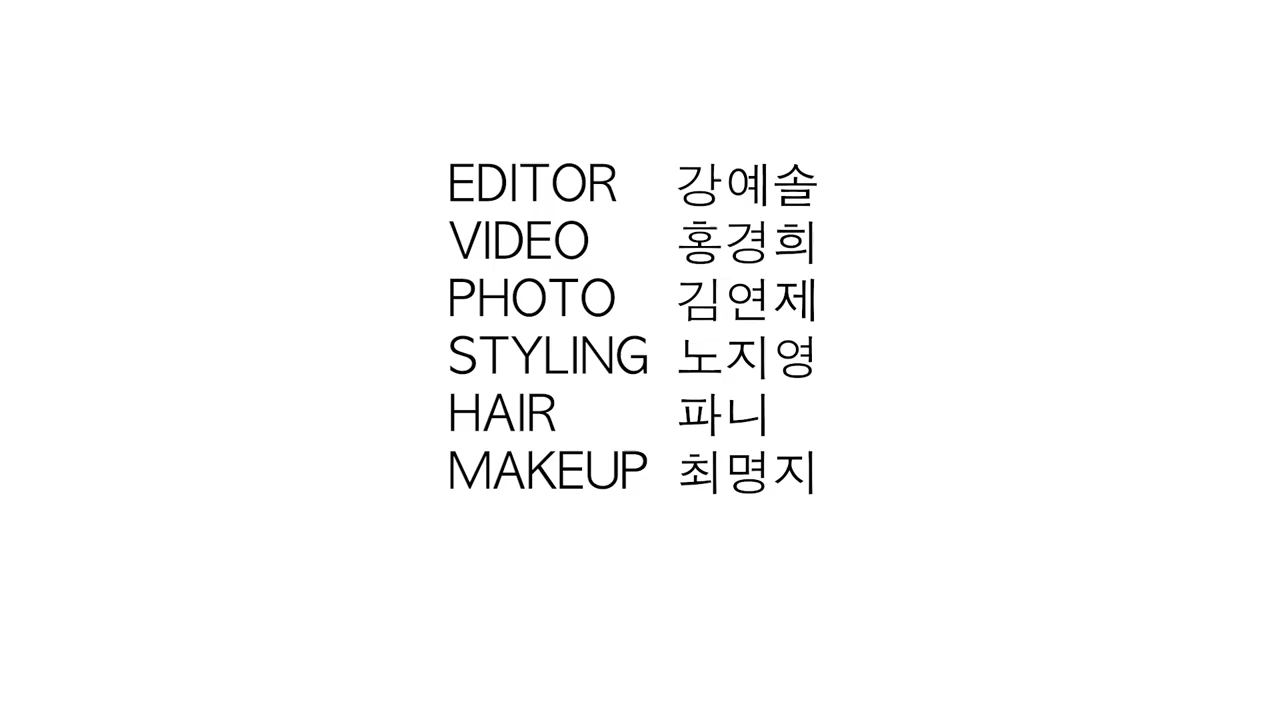 EDITOR 강예솔
VIDEO 홍경희
PHOTO 김연제
STYLING 노지영
HAIR 파니
MAKEUP 최명지